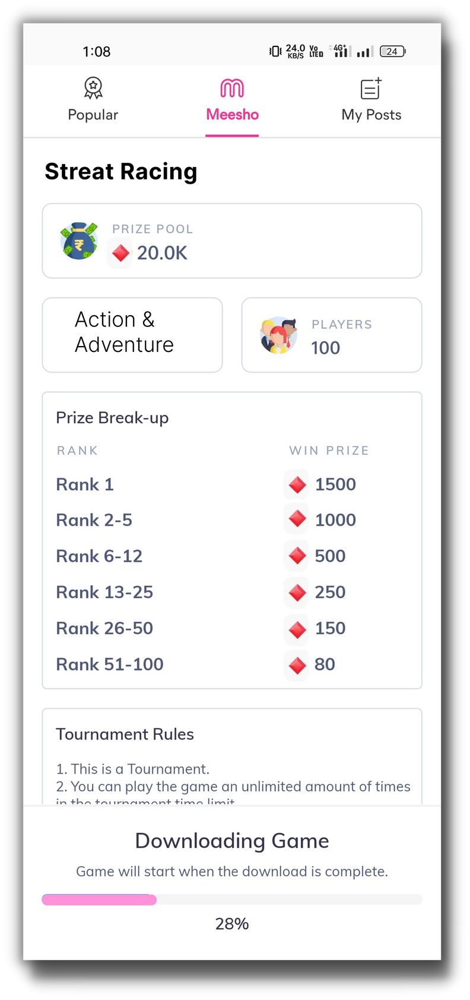 1:08
24.0 KB/S Vo LTE D 4G+ 24
Popular
Meesho
My Posts
Streat Racing
PRIZE POOL
20.0K
Action &
Adventure
PLAYERS
100
Prize Break-up
RANK WIN PRIZE
Rank 1 1500
Rank 2-5 1000
Rank 6-12 500
Rank 13-25 250
Rank 26-50 150
Rank 51-100 80
Tournament Rules
1. This is a Tournament.
2. You can play the game an unlimited amount of times
in the tournament time limit
Downloading Game
Game will start when the download is complete.
28%